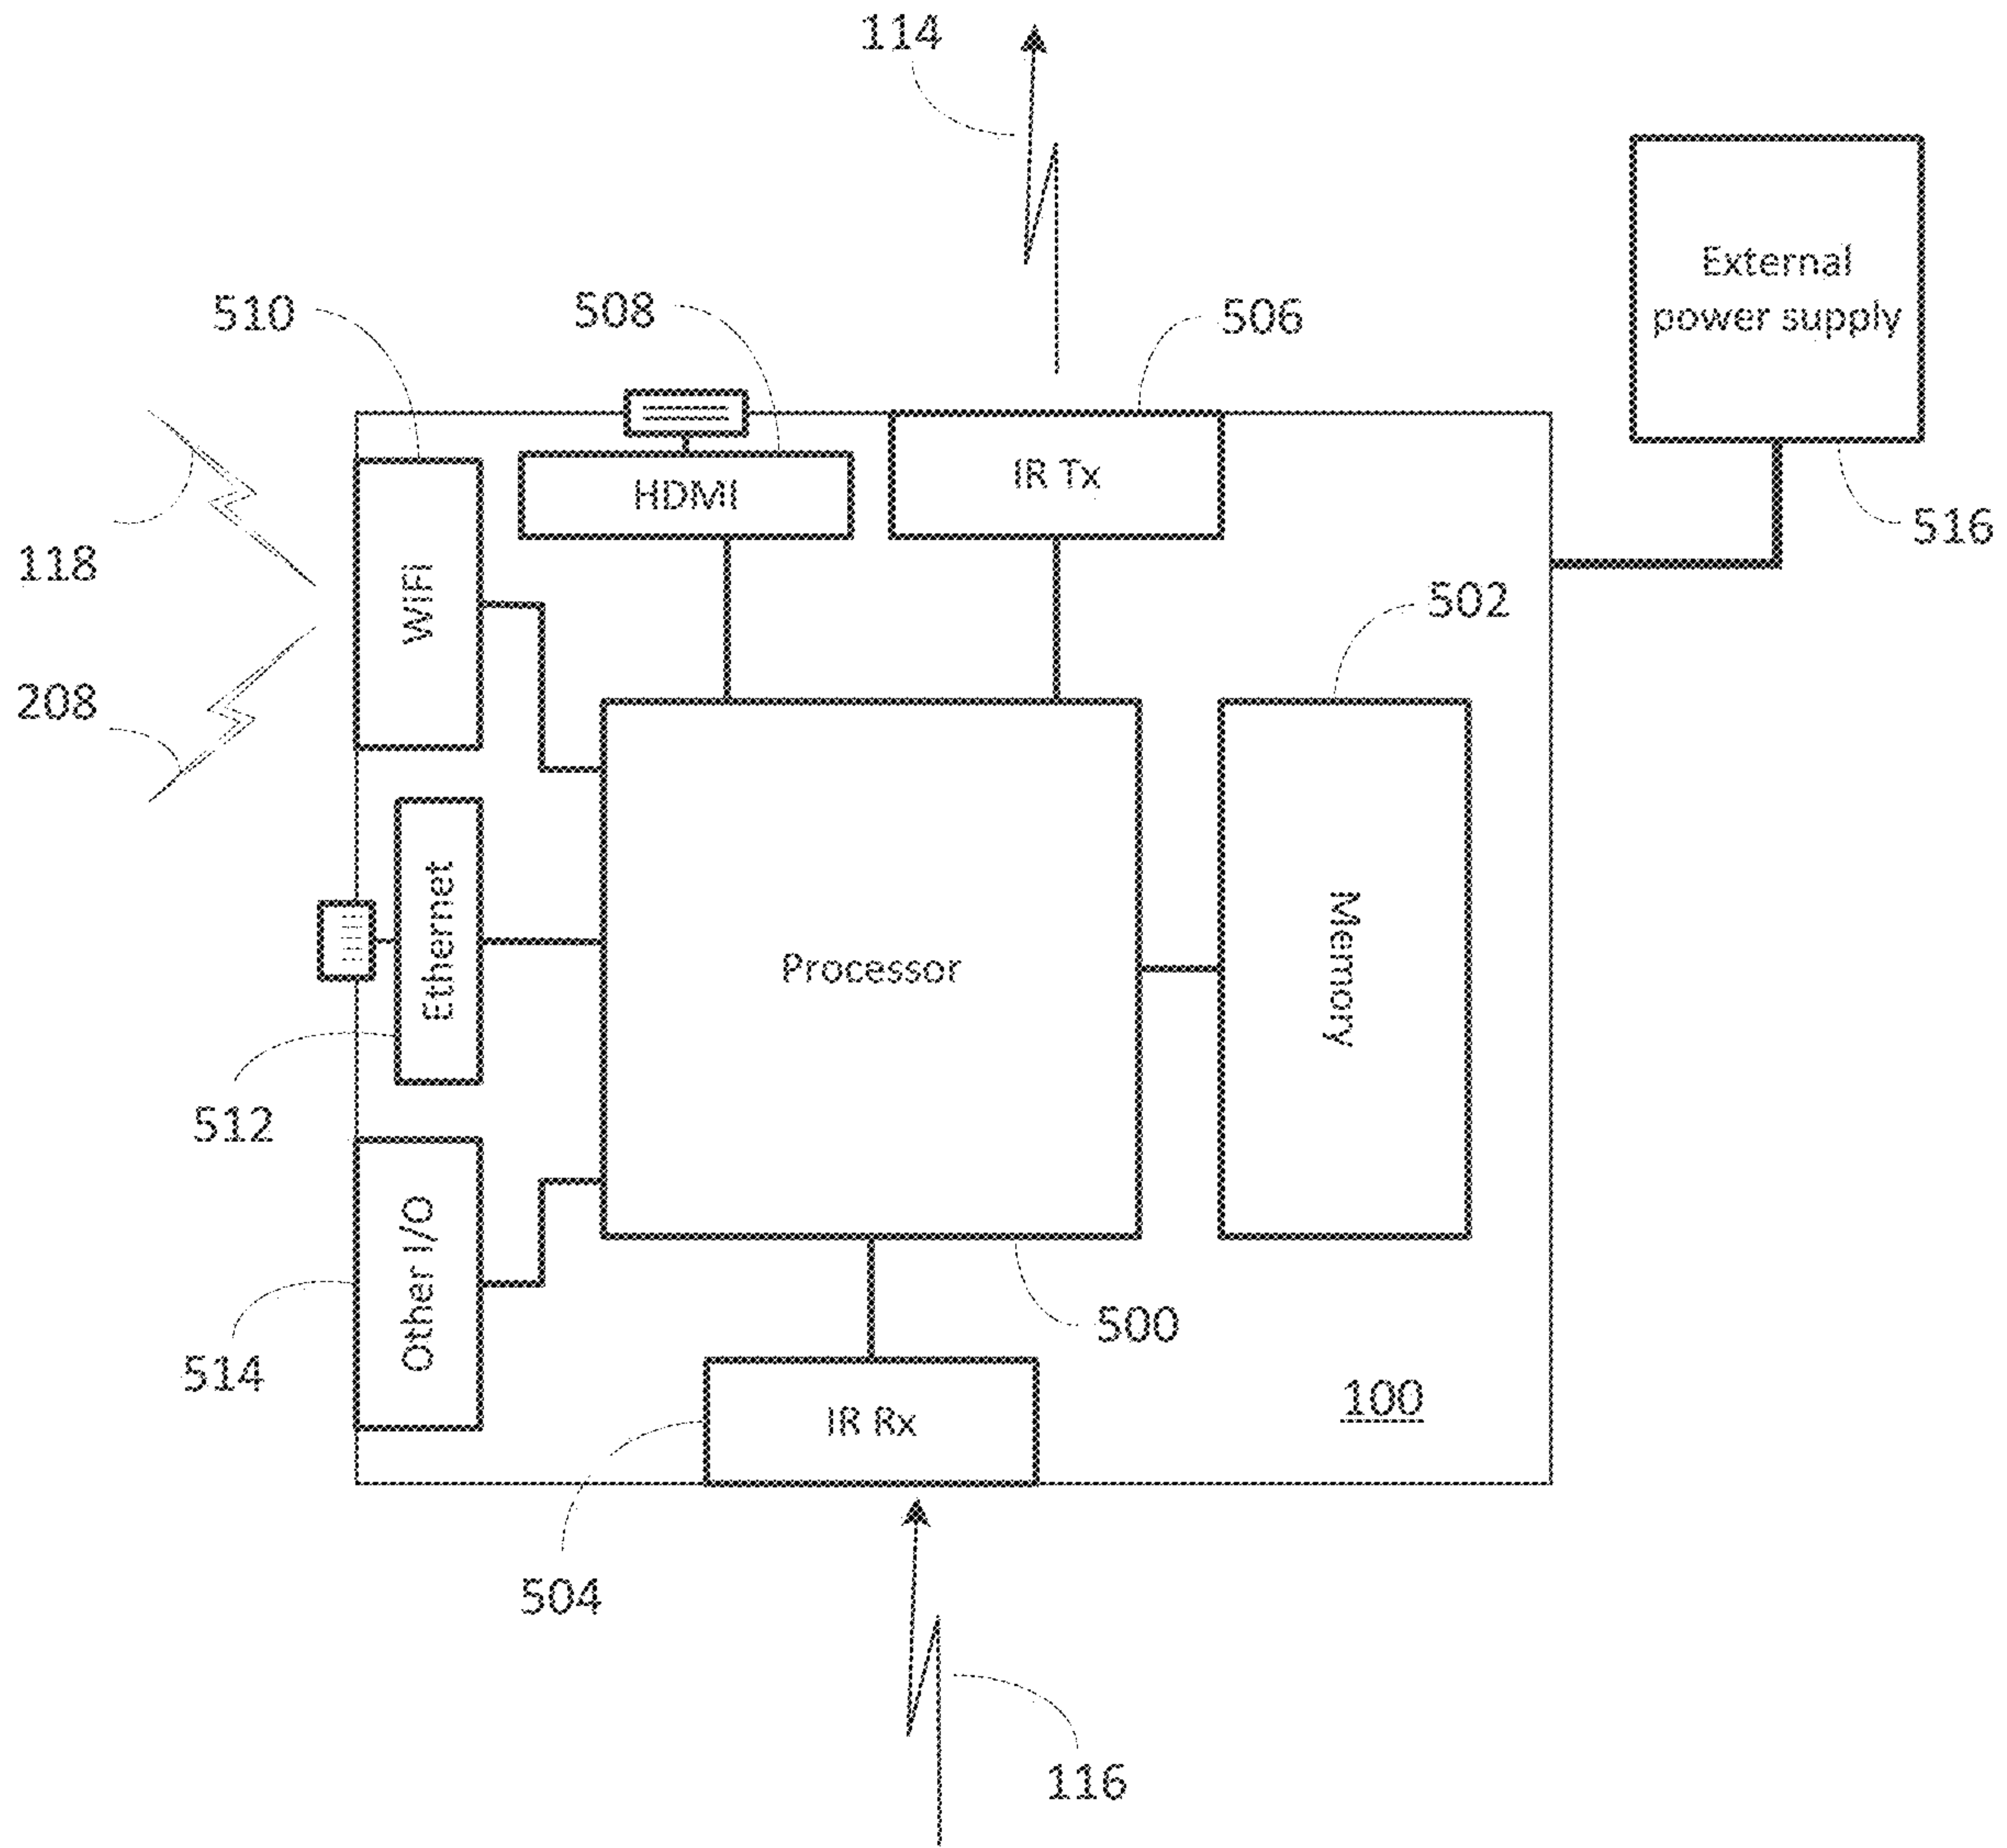 114
External
power supply
510
508
506
516
HDMI
IR Tx
118
WiFi
502
208
Ethernet
Processor
Memory
512
Other I/O
500
514
100
IR Rx
504
116